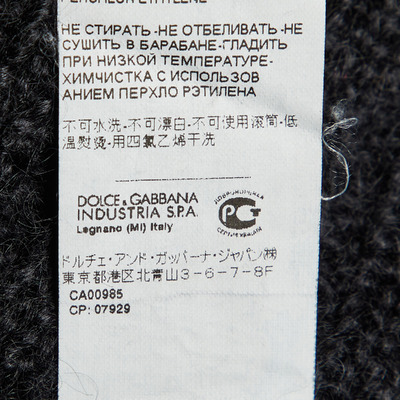 НЕ СТИРАТЬ -НЕ ОТБЕЛИВАТЬ -НЕ
СУШИТЬ В БАРАБАНЕ-ГЛАДИТЬ
ПРИ НИЗКОЙ ТЕМПЕРАТУРЕ-
ХИМЧИСТКА С ИСПОЛЬЗОВ
АНИЕМ ПЕРХЛО РЭТИЛЕНА
不可水洗-不可漂白-不可使用滚筒-低
温熨烫-用四氯乙烯干洗
DOLCE & GABBANA
INDUSTRIA S.P.A.
Legnano (MI) Italy
ドルチェ・アンド・ガッバーナ・ジャパン(株)
東京都港区北青山3-6-7-8F
CA00985
CP: 07929